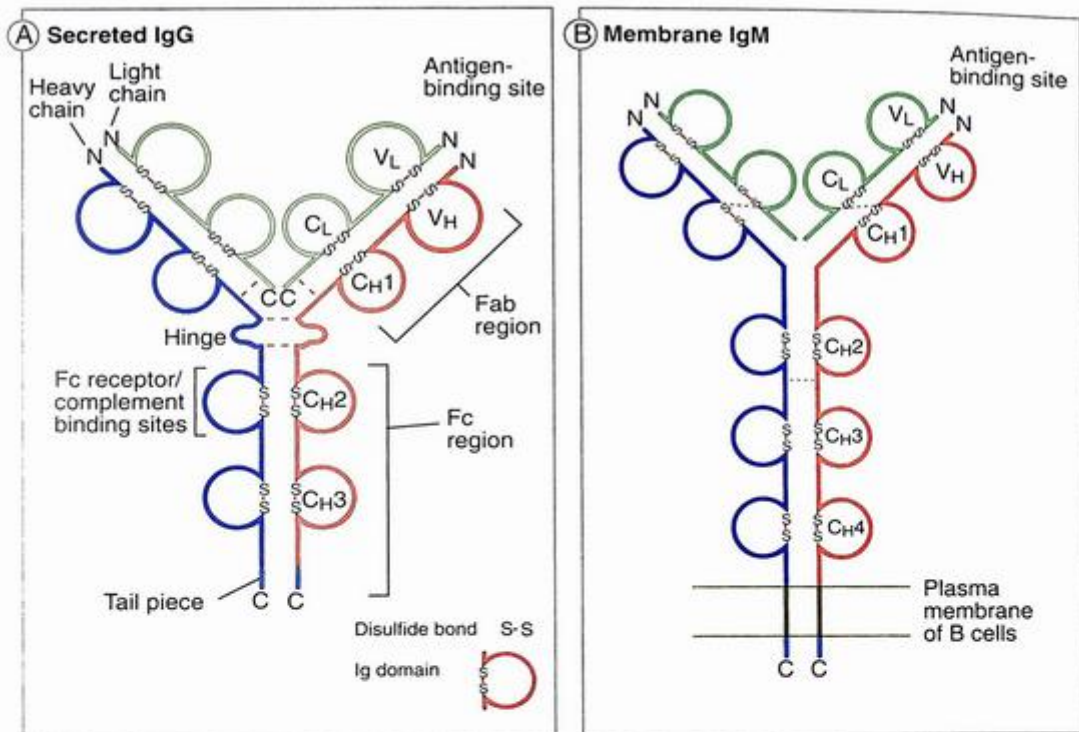 A Secreted IgG
Light
chain
Heavy
chain
Antigen-
binding site
N
N
N
N
VL
VH
CL
CH1
S-S
S-S
S-S
S-S
S-S
S-S
S-S
S-S
C C
Fab
region
Hinge
Fc receptor/
complement
binding sites
S-S
S-S
CH2
Fc
region
S-S
S-S
CH3
Tail piece
C C
Disulfide bond S-S
Ig domain
S
S
B Membrane IgM
Antigen-
binding site
N
N
N
N
VL
VH
CL
CH1
S-S
S-S
S-S
S-S
S-S
S-S
S-S
S-S
S-S
S-S
CH2
S-S
S-S
CH3
S-S
S-S
CH4
Plasma
membrane
of B cells
C C